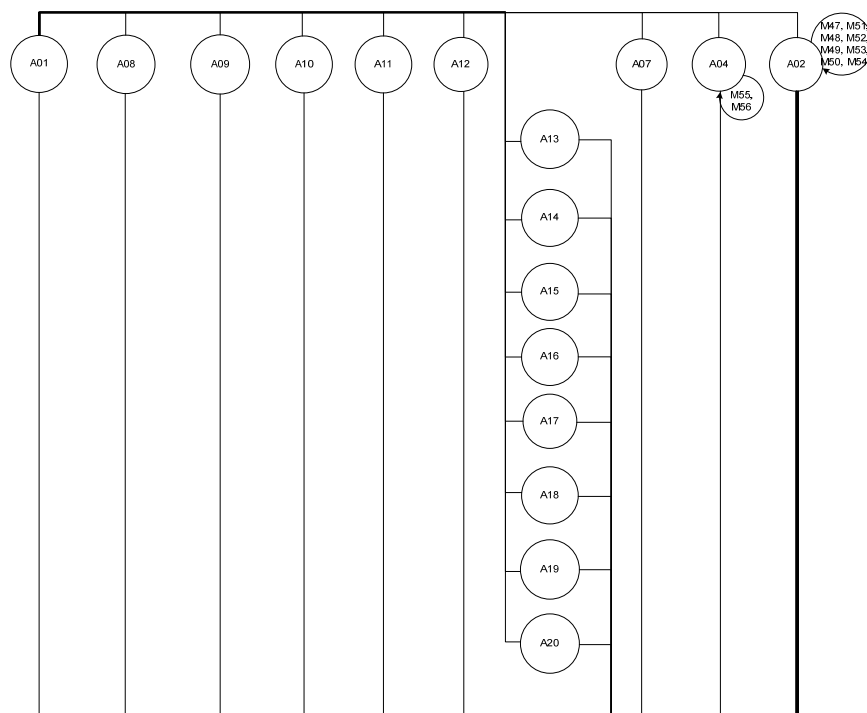 A01
A08
A09
A10
A11
A12
A07
A04
A02
M47, M51,
M48, M52,
M49, M53,
M50, M54
M55,
M56
A13
A14
A15
A16
A17
A18
A19
A20